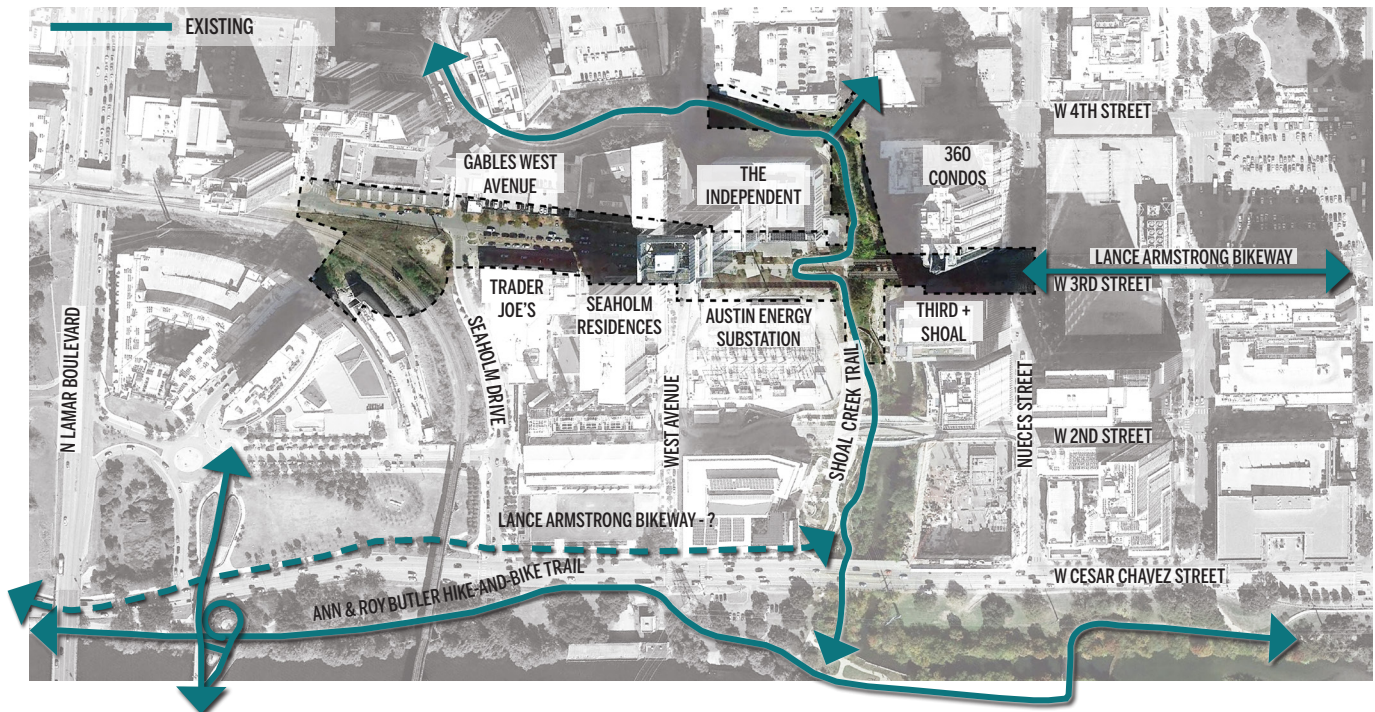 EXISTING
W 4TH STREET
GABLES WEST
AVENUE
THE
INDEPENDENT
360
CONDOS
LANCE ARMSTRONG BIKEWAY
W 3RD STREET
TRADER
JOE'S
SEAHOLM
RESIDENCES
AUSTIN ENERGY
SUBSTATION
THIRD +
SHOAL
N LAMAR BOULEVARD
SEAHOLM DRIVE
WEST AVENUE
SHOAL CREEK TRAIL
NUECES STREET
W 2ND STREET
LANCE ARMSTRONG BIKEWAY - ?
ANN & ROY BUTLER HIKE-AND-BIKE TRAIL
W CESAR CHAVEZ STREET